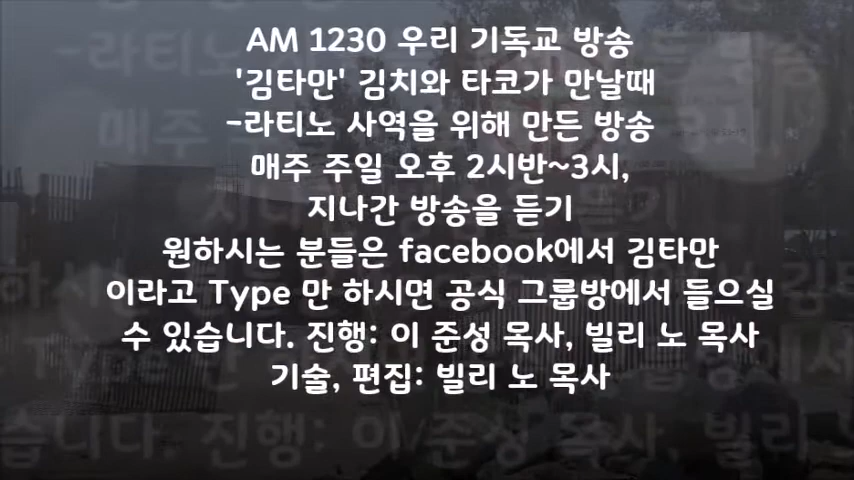 AM 1230 우리 기독교 방송
'김타만' 김치와 타코가 만날때
-라티노 사역을 위해 만든 방송
매주 주일 오후 2시반~3시,
지나간 방송을 듣기
원하시는 분들은 facebook에서 김타만
이라고 Type 만 하시면 공식 그룹방에서 들으실
수 있습니다. 진행: 이 준성 목사, 빌리 노 목사
기술, 편집: 빌리 노 목사